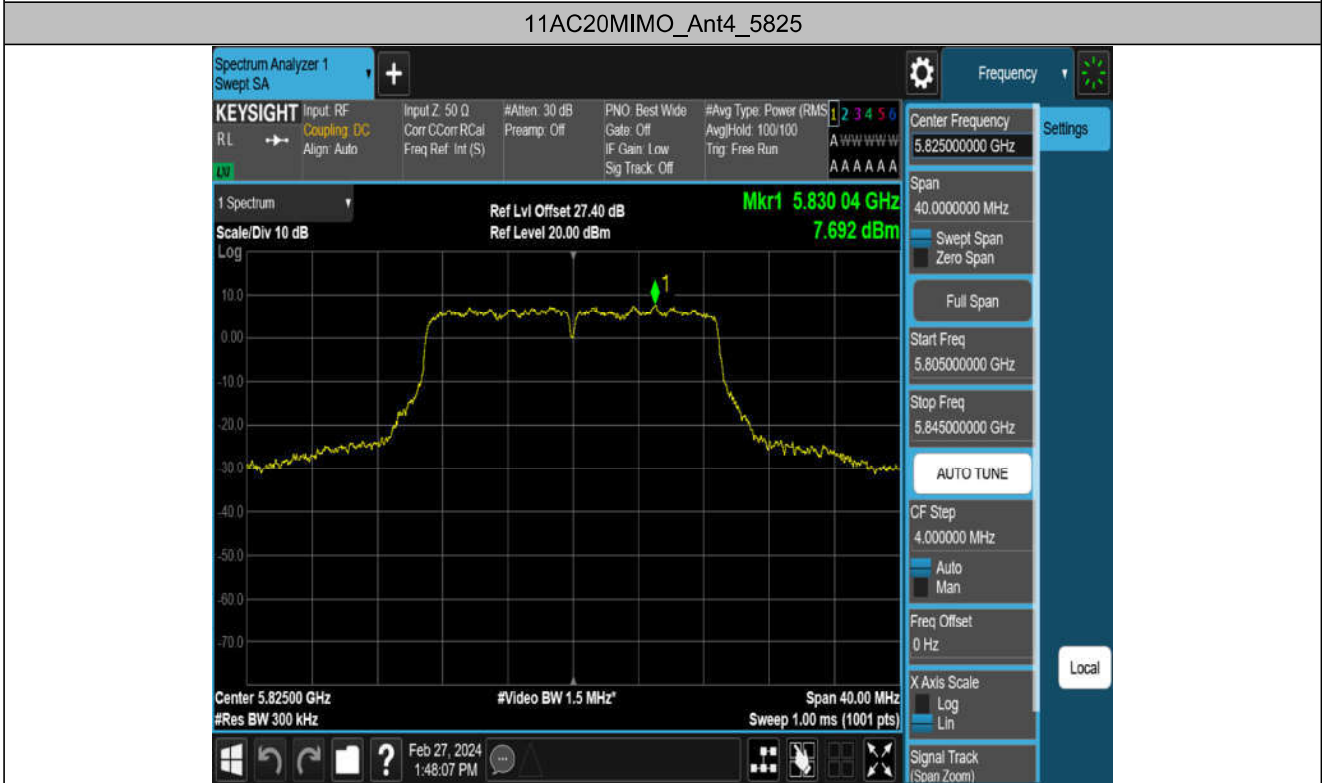 11AC20MIMO_Ant4_5825
Spectrum Analyzer 1
Swept SA
+
Frequency
KEYSIGHT
RL
LXI
Input: RF
Coupling: DC
Align: Auto
Input Z: 50 Ω
Corr CCorr RCal
Freq Ref: Int (S)
#Atten: 30 dB
Preamp: Off
PNO: Best Wide
Gate: Off
IF Gain: Low
Sig Track: Off
#Avg Type: Power (RMS
Avg|Hold: 100/100
Trig: Free Run
1 2 3 4 5 6
A W W W W W
A A A A A A
Center Frequency
5.825000000 GHz
Settings
1 Spectrum
Scale/Div 10 dB
Log
Ref Lvl Offset 27.40 dB
Ref Level 20.00 dBm
Mkr1 5.830 04 GHz
7.692 dBm
Span
40.0000000 MHz
Swept Span
Zero Span
Full Span
Start Freq
5.805000000 GHz
Stop Freq
5.845000000 GHz
AUTO TUNE
CF Step
4.000000 MHz
Auto
Man
Freq Offset
0 Hz
X Axis Scale
Log
Lin
Signal Track
(Span Zoom)
Local
1
10.0
0.00
-10.0
-20.0
-30.0
-40.0
-50.0
-60.0
-70.0
Center 5.82500 GHz
#Res BW 300 kHz
#Video BW 1.5 MHz*
Span 40.00 MHz
Sweep 1.00 ms (1001 pts)
?
Feb 27, 2024
1:48:07 PM